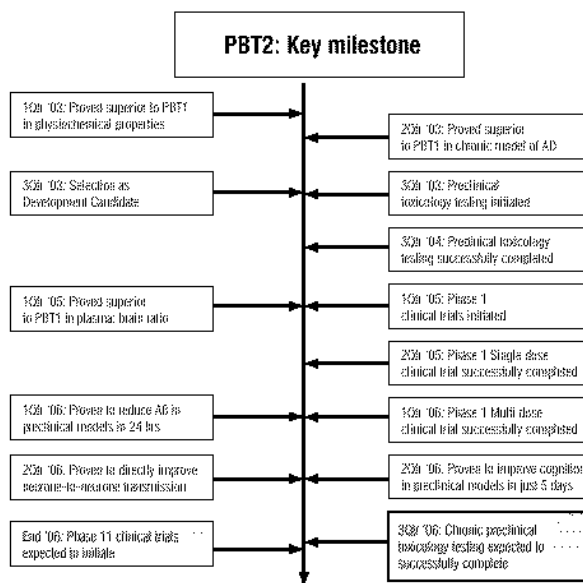 PBT2: Key milestone
1Qtr '03: Proved superior to PBT1
in physiochemical properties
2Qtr '03: Proved superior
to PBT1 in chronic model of AD
3Qtr '03: Selection as
Development Candidate
3Qtr '03: Preclinical
toxicology testing initiated
3Qtr '04: Preclinical toxicology
testing successfully completed
1Qtr '05: Proved superior
to PBT1 in plasma: brain ratio
1Qtr '05: Phase 1
clinical trials initiated
2Qtr '05: Phase 1 Single dose
clinical trial successfully completed
1Qtr '06: Proves to reduce Aß in
preclinical models in 24 hrs
1Qtr '06: Phase 1 Multi dose
clinical trial successfully completed
2Qtr '06: Proves to directly improve
neurone-to-neurone transmission
2Qtr '06: Proves to improve cognition
in preclinical models in just 5 days
End '06: Phase 11 clinical trials
expected to initiate
3Qtr '06: Chronic preclinical
toxicology testing expected to
successfully complete